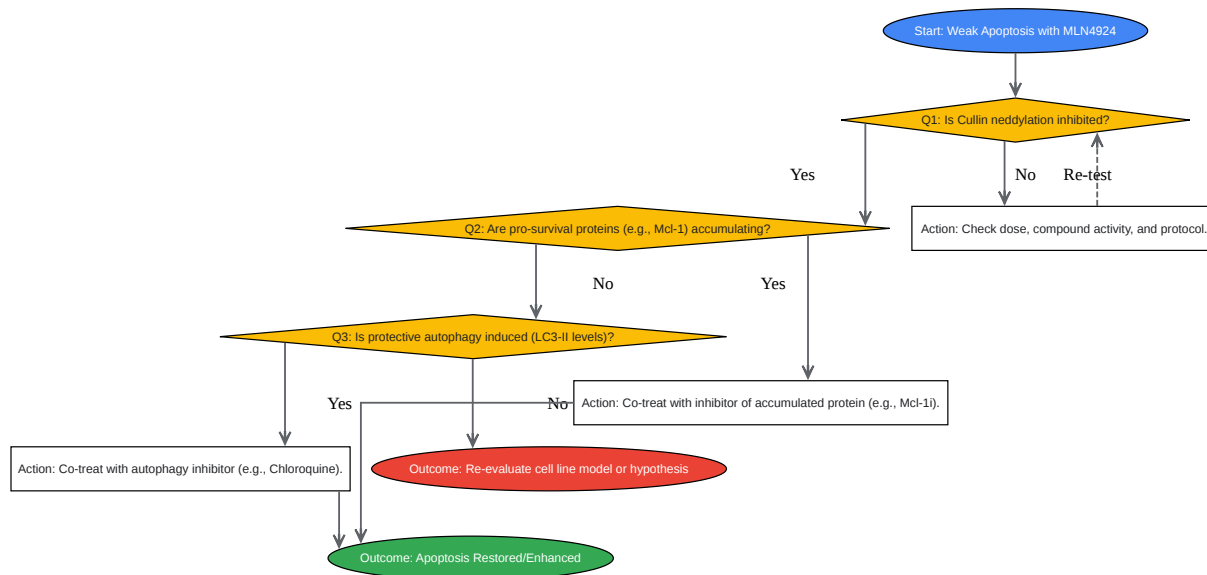 Start: Weak Apoptosis with MLN4924
Q1: Is Cullin neddylation inhibited?
Yes
No
Re-test
Action: Check dose, compound activity, and protocol.
Q2: Are pro-survival proteins (e.g., Mcl-1) accumulating?
No
Yes
Q3: Is protective autophagy induced (LC3-II levels)?
Yes
No
Action: Co-treat with inhibitor of accumulated protein (e.g., Mcl-1i).
Action: Co-treat with autophagy inhibitor (e.g., Chloroquine).
Outcome: Re-evaluate cell line model or hypothesis
Outcome: Apoptosis Restored/Enhanced